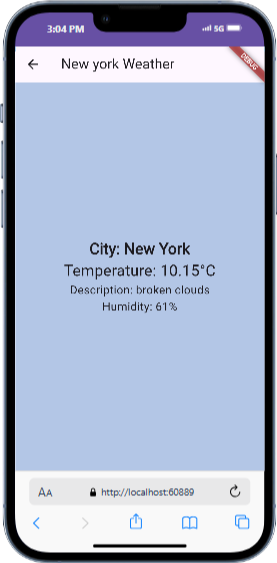 3:04 PM
5G
DEBUG
New york Weather
City: New York
Temperature: 10.15°C
Description: broken clouds
Humidity: 61%
AA
http://localhost:60889